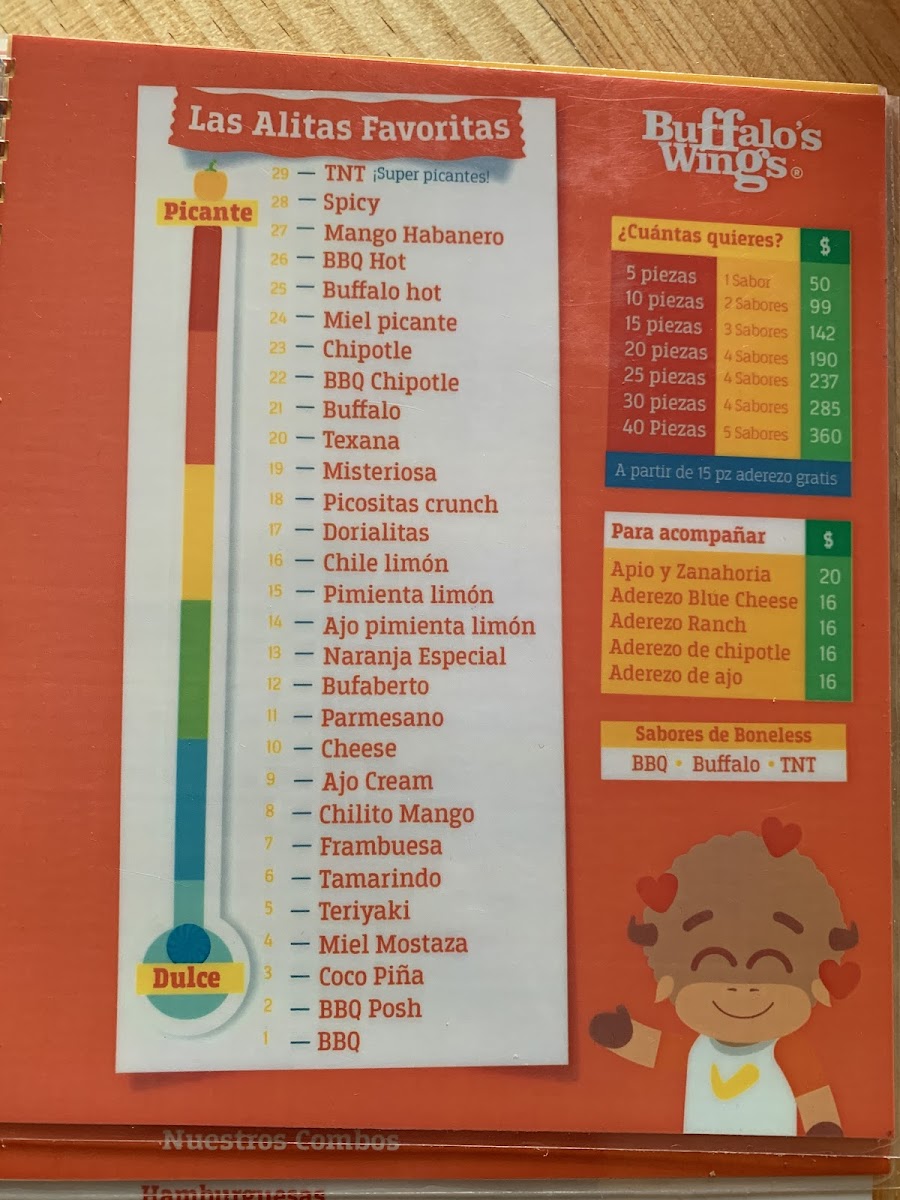 Las Alitas Favoritas
29 — TNT ¡Super picantes!
Picante
28 — Spicy
27 — Mango Habanero
26 — BBQ Hot
25 — Buffalo hot
24 — Miel picante
23 — Chipotle
22 — BBQ Chipotle
21 — Buffalo
20 — Texana
19 — Misteriosa
18 — Picositas crunch
17 — Dorialitas
16 — Chile limón
15 — Pimienta limón
14 — Ajo pimienta limón
13 — Naranja Especial
12 — Bufaberto
11 — Parmesano
10 — Cheese
9 — Ajo Cream
8 — Chilito Mango
7 — Frambuesa
6 — Tamarindo
5 — Teriyaki
4 — Miel Mostaza
Dulce
3 — Coco Piña
2 — BBQ Posh
1 — BBQ
Buffalo's
Wings®
¿Cuántas quieres? $
5 piezas 1 Sabor 50
10 piezas 2 Sabores 99
15 piezas 3 Sabores 142
20 piezas 4 Sabores 190
25 piezas 4 Sabores 237
30 piezas 4 Sabores 285
40 Piezas 5 Sabores 360
A partir de 15 pz aderezo gratis
Para acompañar $
Apio y Zanahoria 20
Aderezo Blue Cheese 16
Aderezo Ranch 16
Aderezo de chipotle 16
Aderezo de ajo 16
Sabores de Boneless
BBQ • Buffalo • TNT
Nuestros Combos
Hamburguesas